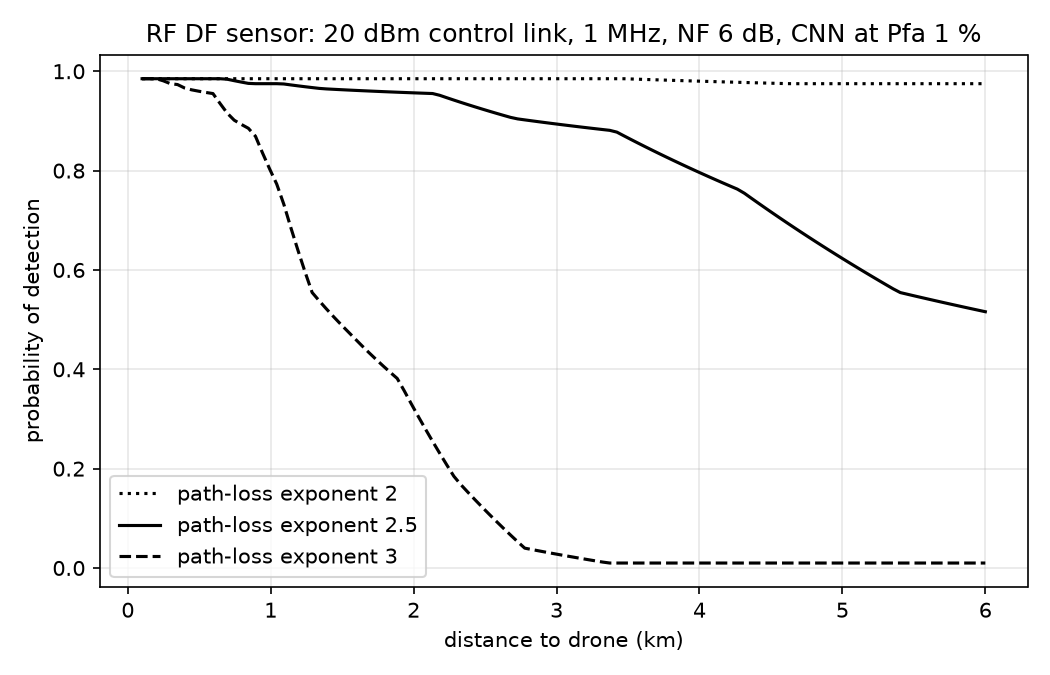 RF DF sensor: 20 dBm control link, 1 MHz, NF 6 dB, CNN at Pfa 1 %
probability of detection
1.0
0.8
0.6
0.4
0.2
0.0
path-loss exponent 2
path-loss exponent 2.5
path-loss exponent 3
0 1 2 3 4 5 6
distance to drone (km)